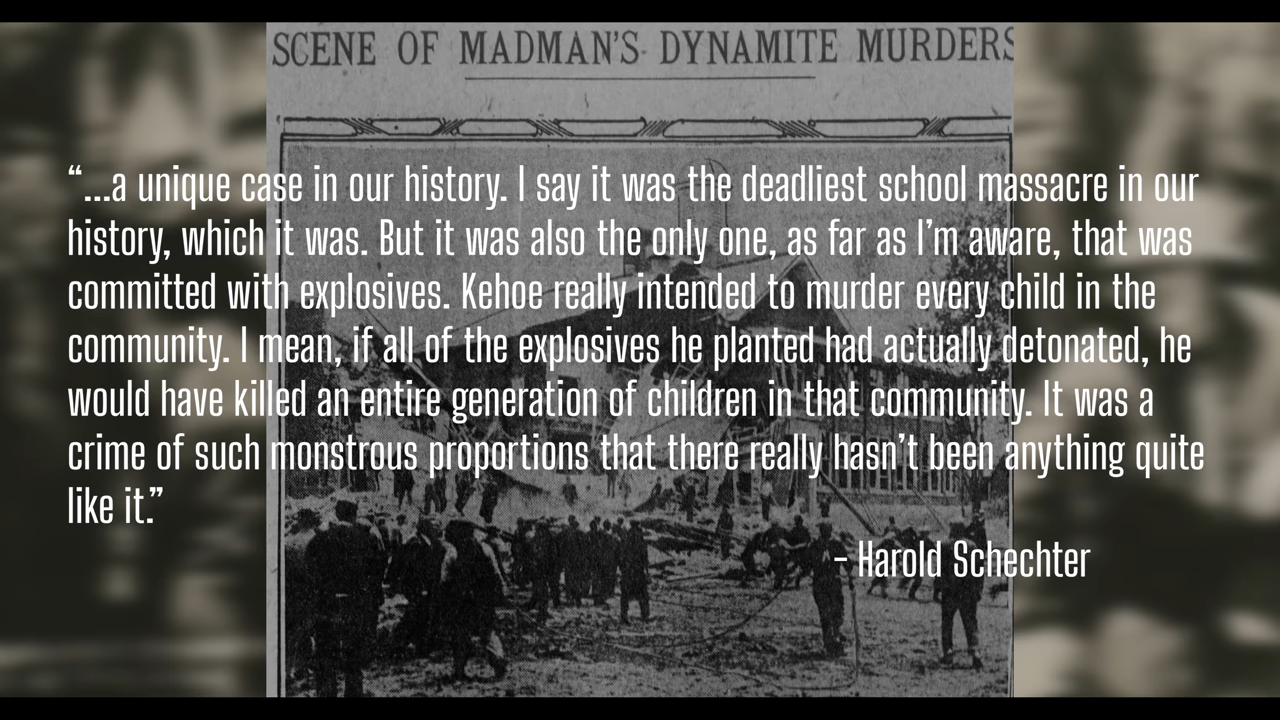 SCENE OF MADMAN'S DYNAMITE MURDERS
“...a unique case in our history. I say it was the deadliest school massacre in our
history, which it was. But it was also the only one, as far as I’m aware, that was
committed with explosives. Kehoe really intended to murder every child in the
community. I mean, if all of the explosives he planted had actually detonated, he
would have killed an entire generation of children in that community. It was a
crime of such monstrous proportions that there really hasn’t been anything quite
like it.”
- Harold Schechter